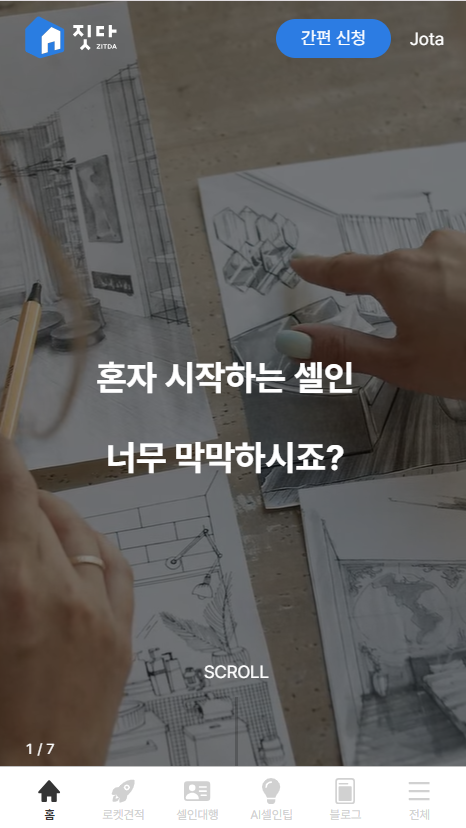 짓다
ZITDA
간편 신청
Jota
혼자 시작하는 셀인
너무 막막하시죠?
SCROLL
1 / 7
홈
로켓견적
셀인대행
AI셀인팁
블로그
전체